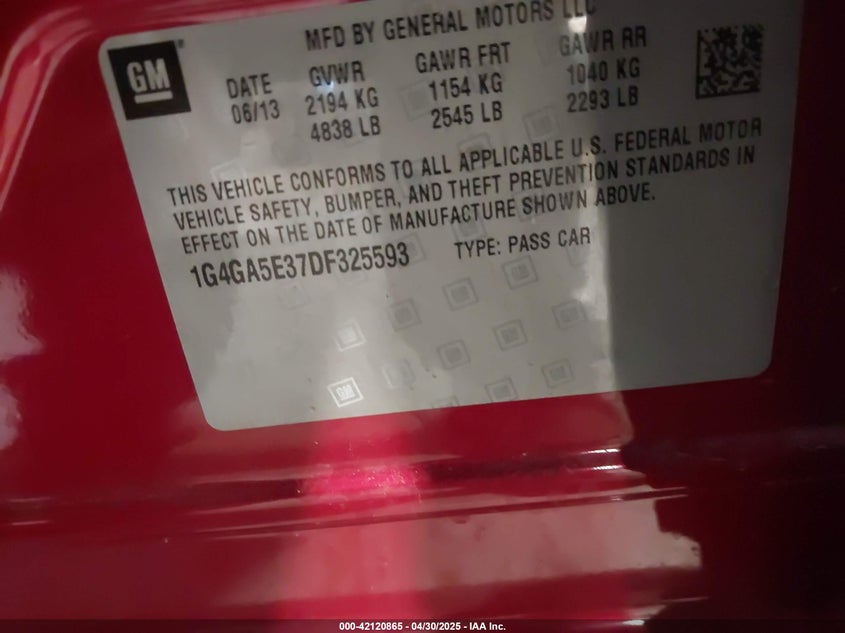 MFD BY GENERAL MOTORS LLC
GM
DATE GVWR GAWR FRT GAWR RR
06/13 2194 KG 1154 KG 1040 KG
4838 LB 2545 LB 2293 LB
THIS VEHICLE CONFORMS TO ALL APPLICABLE U.S. FEDERAL MOTOR
VEHICLE SAFETY, BUMPER, AND THEFT PREVENTION STANDARDS IN
EFFECT ON THE DATE OF MANUFACTURE SHOWN ABOVE.
1G4GA5E37DF325593 TYPE: PASS CAR
GM
000-42120865 - 04/30/2025 - IAA Inc.